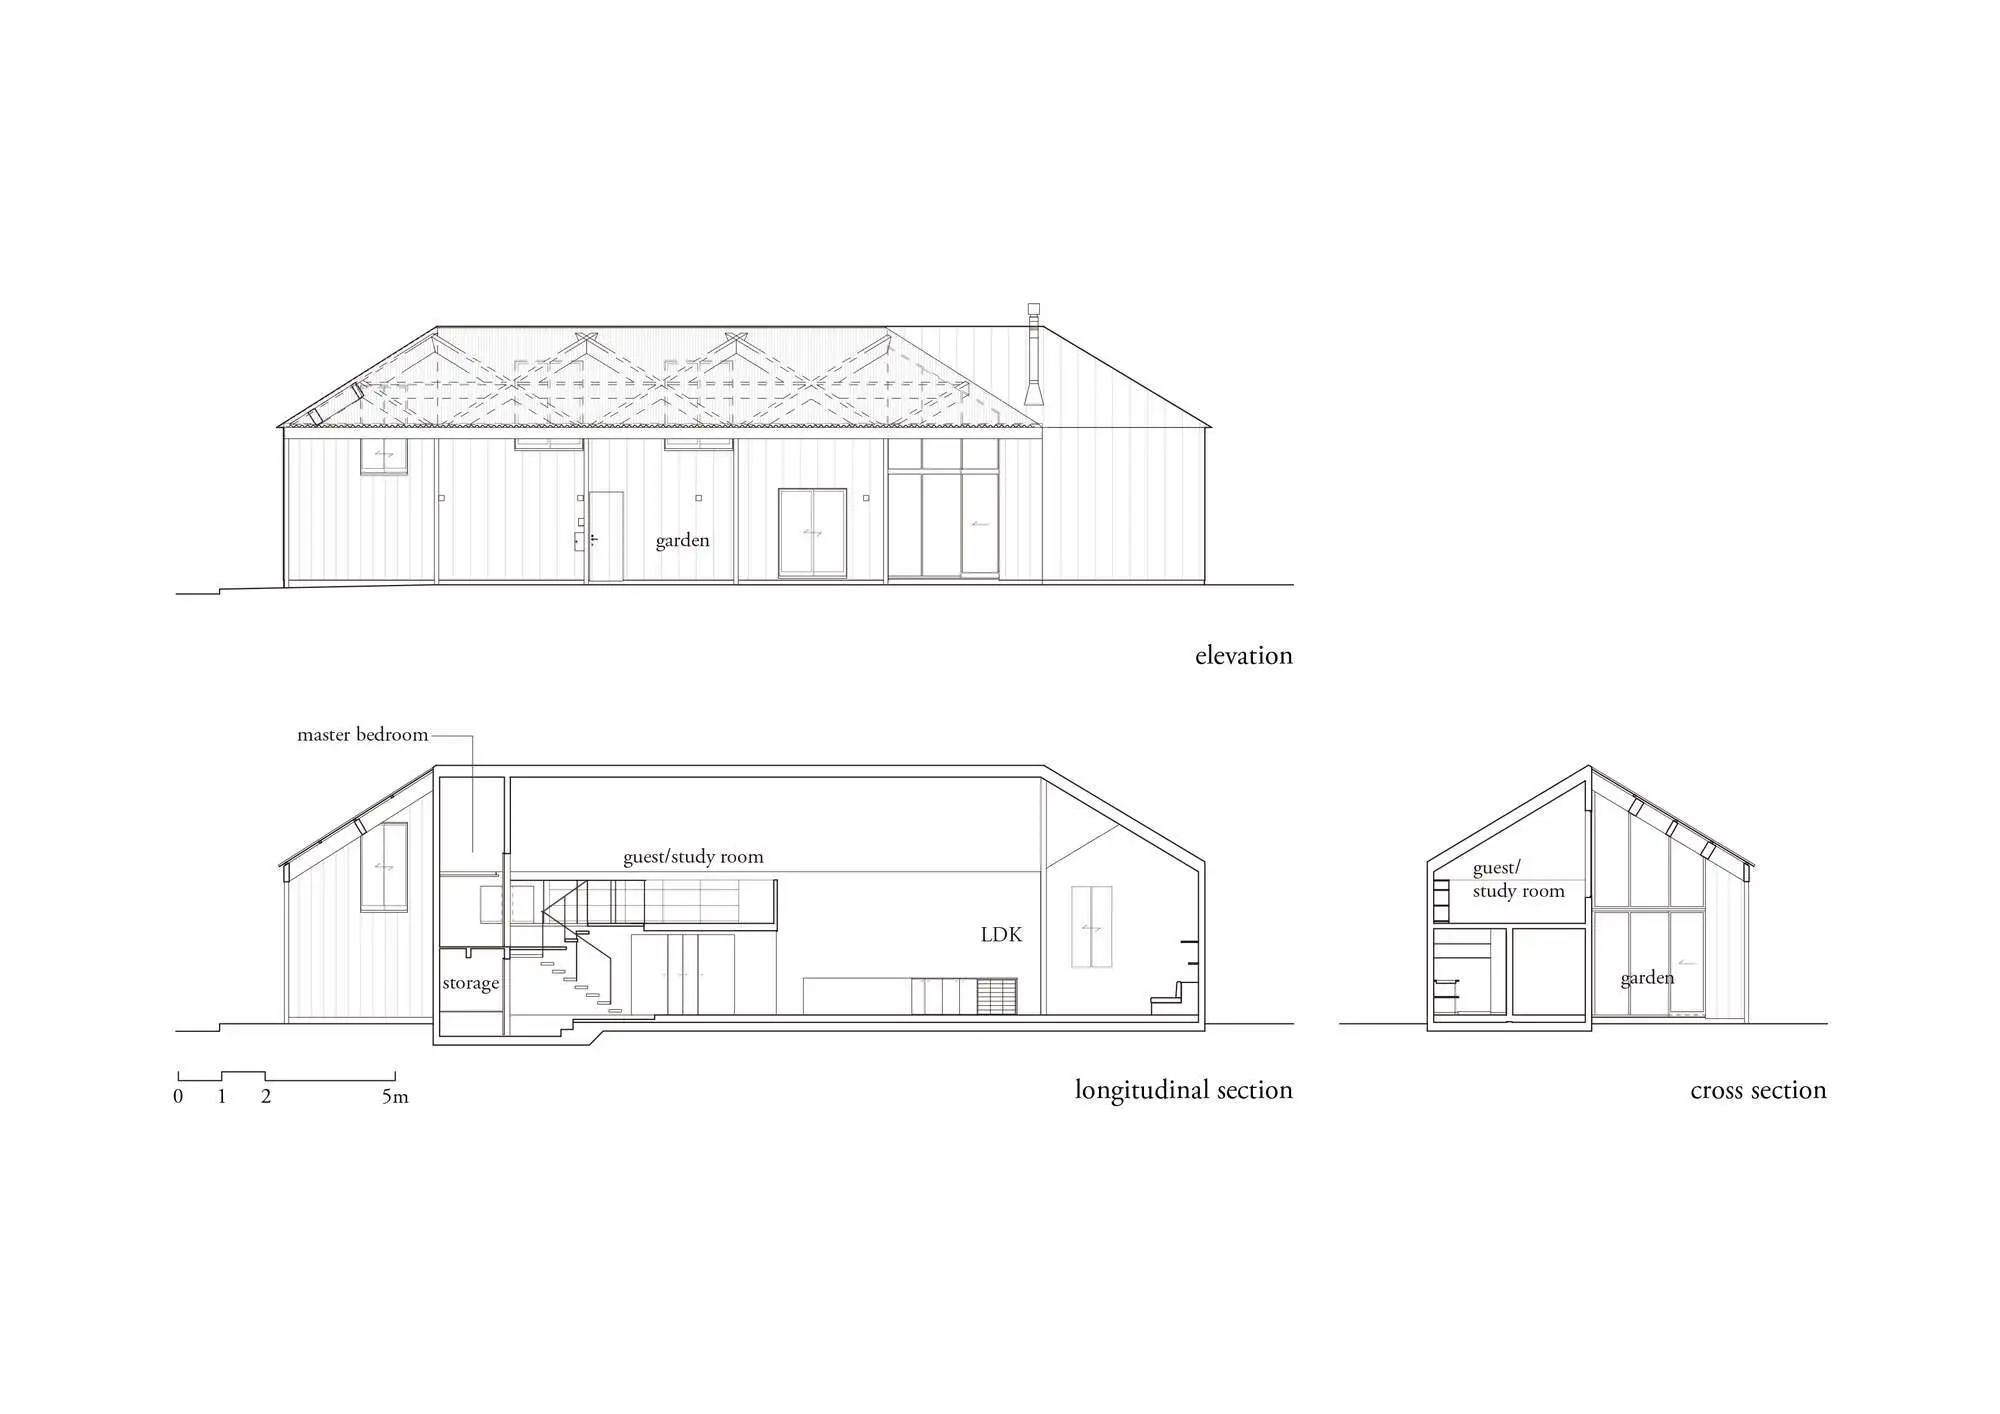 garden
elevation
master bedroom
guest/study room
LDK
storage
guest/
study room
garden
0 1 2 5m
longitudinal section
cross section